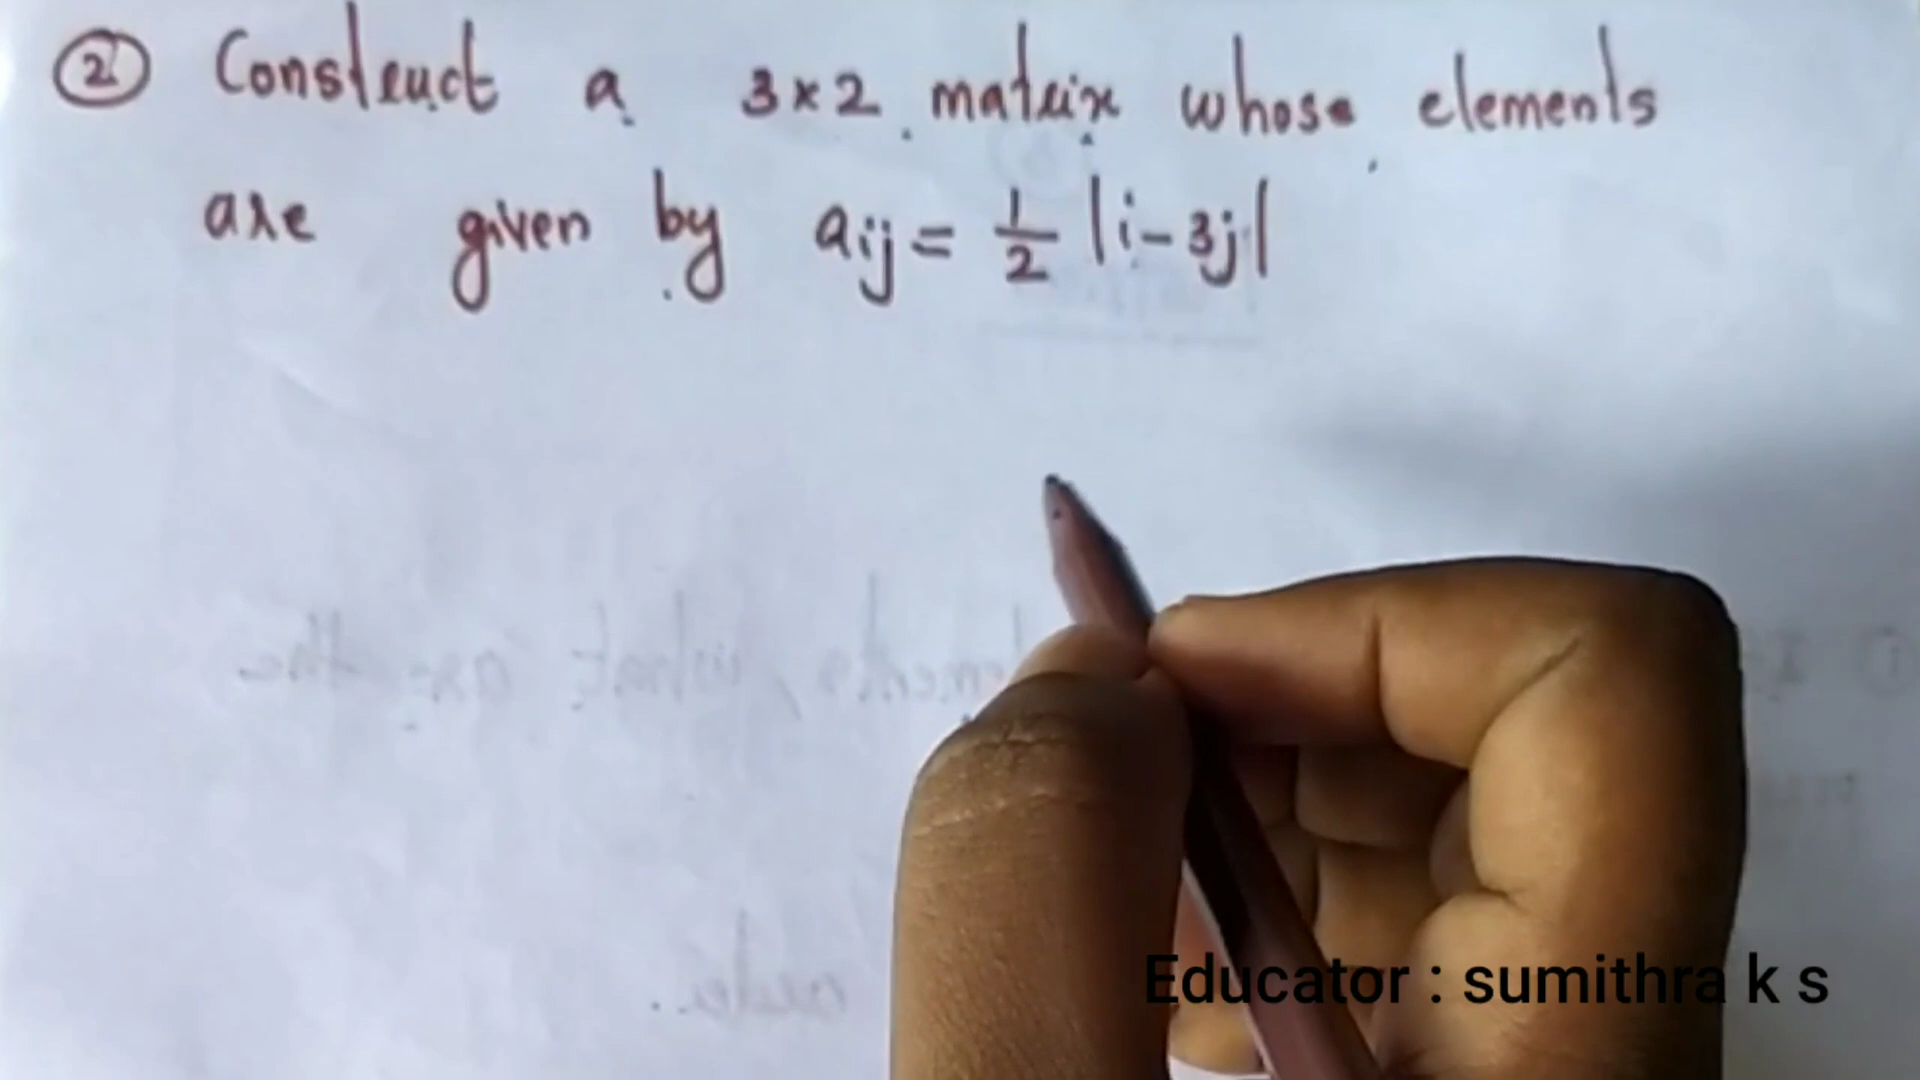 ② Construct a 3×2 matrix whose elements
are given by aij = 1/2 |i-3j|
Educator : sumithra k s